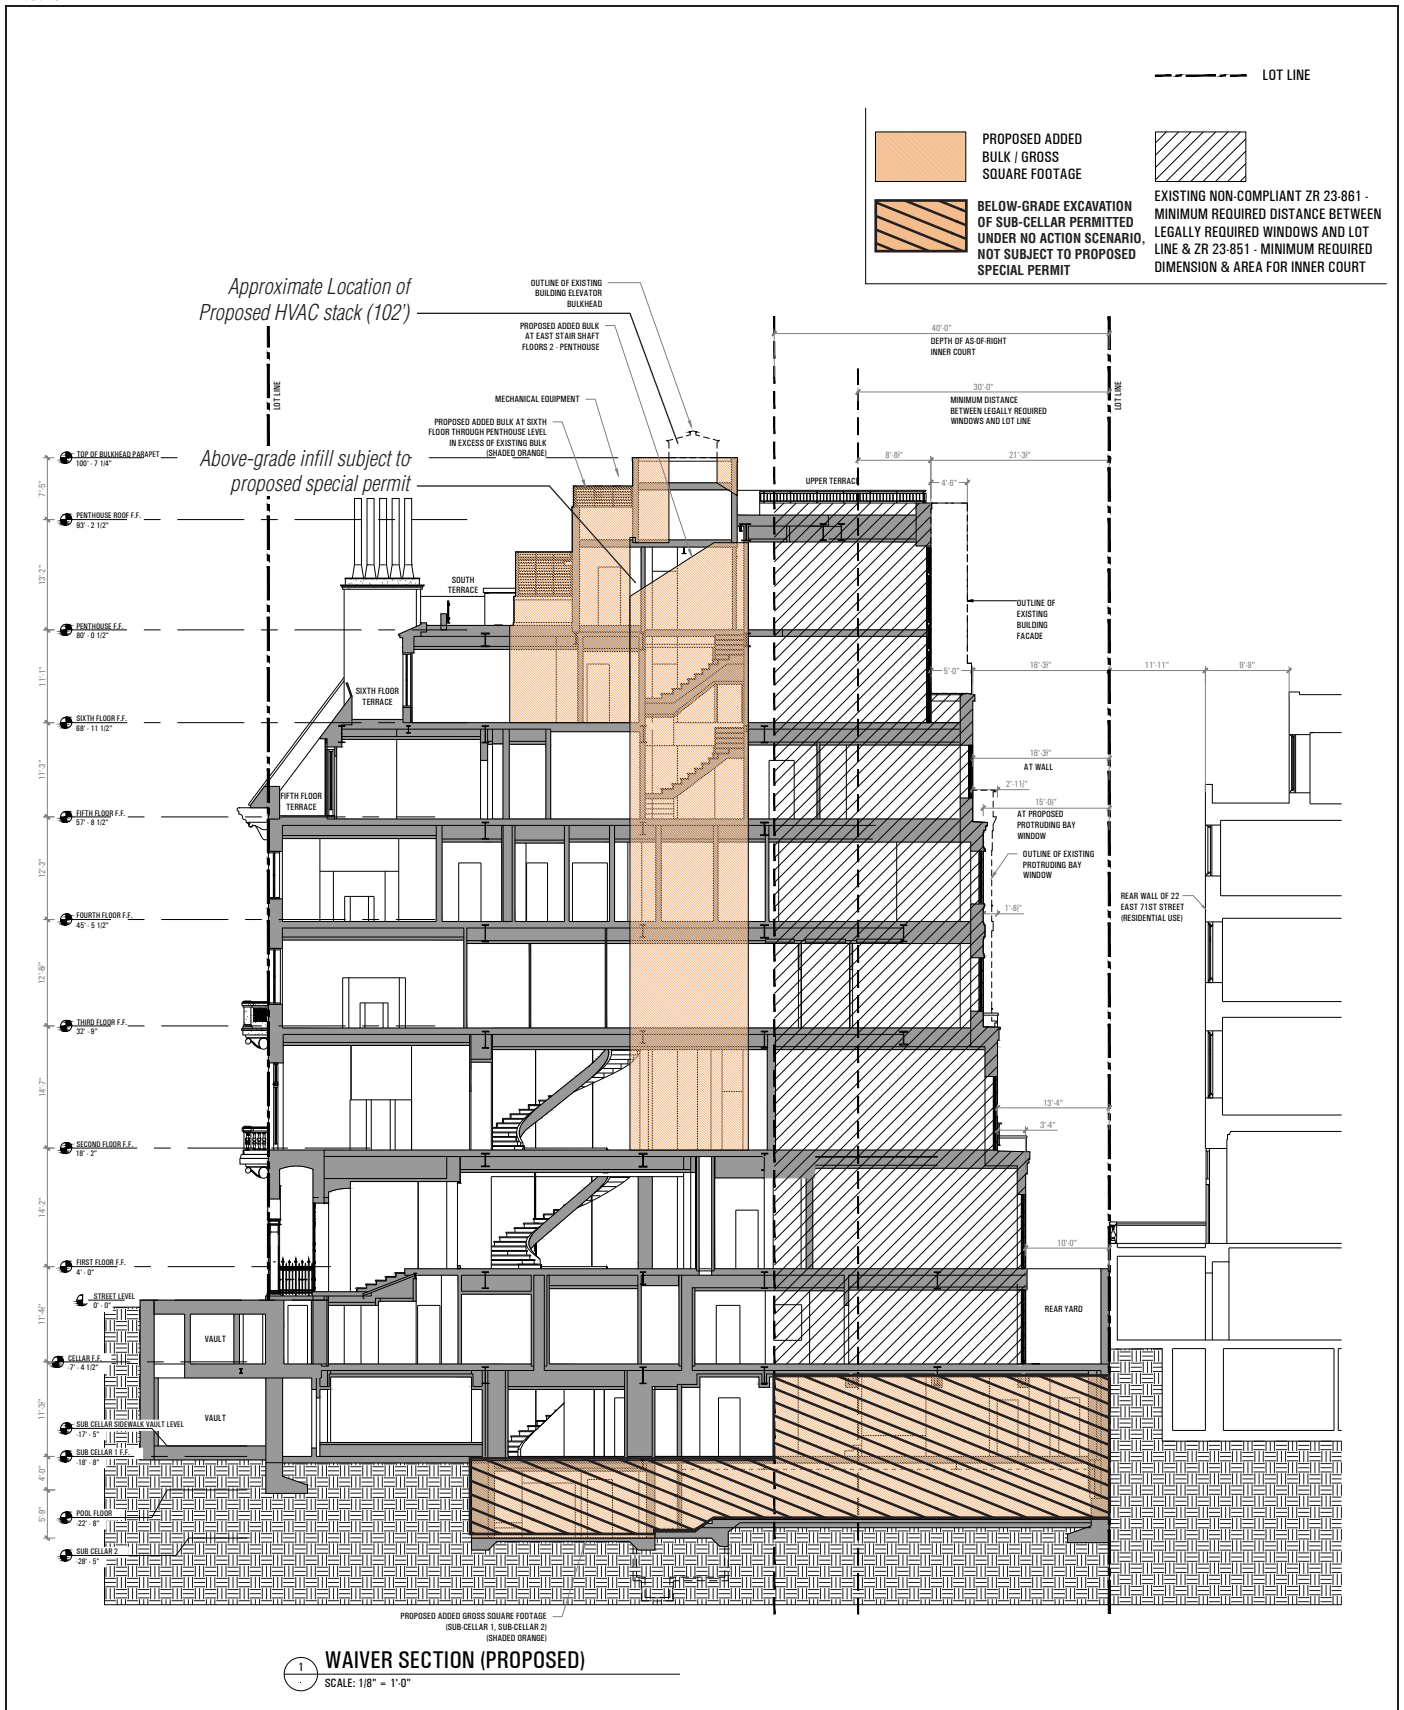 LOT LINE
PROPOSED ADDED
BULK / GROSS
SQUARE FOOTAGE
BELOW-GRADE EXCAVATION
OF SUB-CELLAR PERMITTED
UNDER NO ACTION SCENARIO,
NOT SUBJECT TO PROPOSED
SPECIAL PERMIT
EXISTING NON-COMPLIANT ZR 23-861 -
MINIMUM REQUIRED DISTANCE BETWEEN
LEGALLY REQUIRED WINDOWS AND LOT
LINE & ZR 23-851 - MINIMUM REQUIRED
DIMENSION & AREA FOR INNER COURT
Approximate Location of
Proposed HVAC stack (102')
OUTLINE OF EXISTING
BUILDING ELEVATOR
BULKHEAD
PROPOSED ADDED BULK
AT EAST STAIR SHAFT
FLOORS 2 - PENTHOUSE
40'-0"
DEPTH OF AS-OF-RIGHT
INNER COURT
30'-0"
MINIMUM DISTANCE
BETWEEN LEGALLY REQUIRED
WINDOWS AND LOT LINE
LOT LINE
LOT LINE
MECHANICAL EQUIPMENT
PROPOSED ADDED BULK AT SIXTH
FLOOR THROUGH PENTHOUSE LEVEL
IN EXCESS OF EXISTING BULK
(SHADED ORANGE)
Above-grade infill subject to
proposed special permit
TOP OF BULKHEAD PARAPET
100' - 7 1/4"
7'-5"
21'-3½"
UPPER TERRACE
4'-6"
PENTHOUSE ROOF F.F.
93' - 2 1/2"
13'-2"
SOUTH
TERRACE
OUTLINE OF
EXISTING
BUILDING
FACADE
PENTHOUSE F.F.
80' - 0 1/2"
11'-1"
5'-0"
16'-3½"
11'-11"
9'-9"
SIXTH FLOOR
TERRACE
SIXTH FLOOR F.F.
68' - 11 1/2"
11'-3"
16'-3½"
AT WALL
2'-11½"
FIFTH FLOOR
TERRACE
15'-0½"
AT PROPOSED
PROTRUDING BAY
WINDOW
FIFTH FLOOR F.F.
57' - 8 1/2"
12'-3"
OUTLINE OF EXISTING
PROTRUDING BAY
WINDOW
REAR WALL OF 22
EAST 71ST STREET
(RESIDENTIAL USE)
1'-8½"
FOURTH FLOOR F.F.
45' - 5 1/2"
THIRD FLOOR F.F.
32' - 9"
14'-7"
13'-4"
3'-4"
SECOND FLOOR F.F.
18' - 2"
14'-2"
10'-0"
FIRST FLOOR F.F.
4' - 0"
STREET LEVEL
0' - 0"
REAR YARD
VAULT
CELLAR F.F.
-7' - 4 1/2"
VAULT
SUB CELLAR SIDEWALK VAULT LEVEL
-17' - 5"
SUB CELLAR 1 F.F.
-18' - 8"
4'-0"
POOL FLOOR
-22' - 8"
5'-9"
SUB CELLAR 2
-28' - 5"
PROPOSED ADDED GROSS SQUARE FOOTAGE
(SUB-CELLAR 1, SUB-CELLAR 2)
(SHADED ORANGE)
1
WAIVER SECTION (PROPOSED)
SCALE: 1/8" = 1'-0"